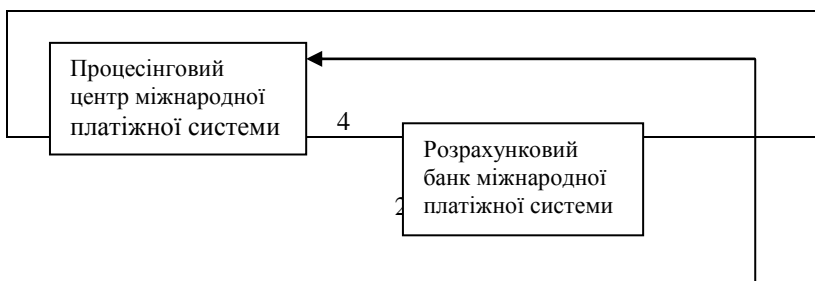 Процесінговий
центр міжнародної
платіжної системи
4
Розрахунковий
банк міжнародної
платіжної системи
2